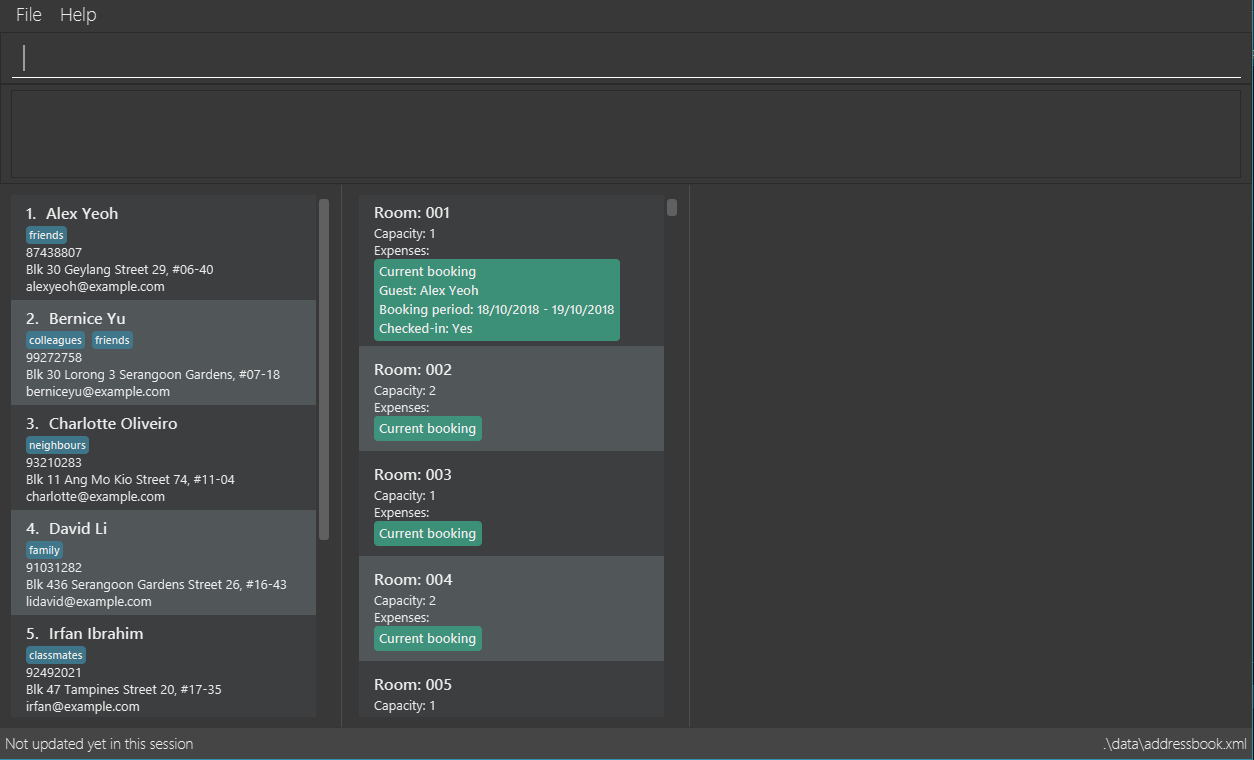 File Help
1. Alex Yeoh
friends
87438807
Blk 30 Geylang Street 29, #06-40
alexyeoh@example.com
2. Bernice Yu
colleagues friends
99272758
Blk 30 Lorong 3 Serangoon Gardens, #07-18
berniceyu@example.com
3. Charlotte Oliveiro
neighbours
93210283
Blk 11 Ang Mo Kio Street 74, #11-04
charlotte@example.com
4. David Li
family
91031282
Blk 436 Serangoon Gardens Street 26, #16-43
lidavid@example.com
5. Irfan Ibrahim
classmates
92492021
Blk 47 Tampines Street 20, #17-35
irfan@example.com
Room: 001
Capacity: 1
Expenses:
Current booking
Guest: Alex Yeoh
Booking period: 18/10/2018 - 19/10/2018
Checked-in: Yes
Room: 002
Capacity: 2
Expenses:
Current booking
Room: 003
Capacity: 1
Expenses:
Current booking
Room: 004
Capacity: 2
Expenses:
Current booking
Room: 005
Capacity: 1
Not updated yet in this session
.\data\addressbook.xml